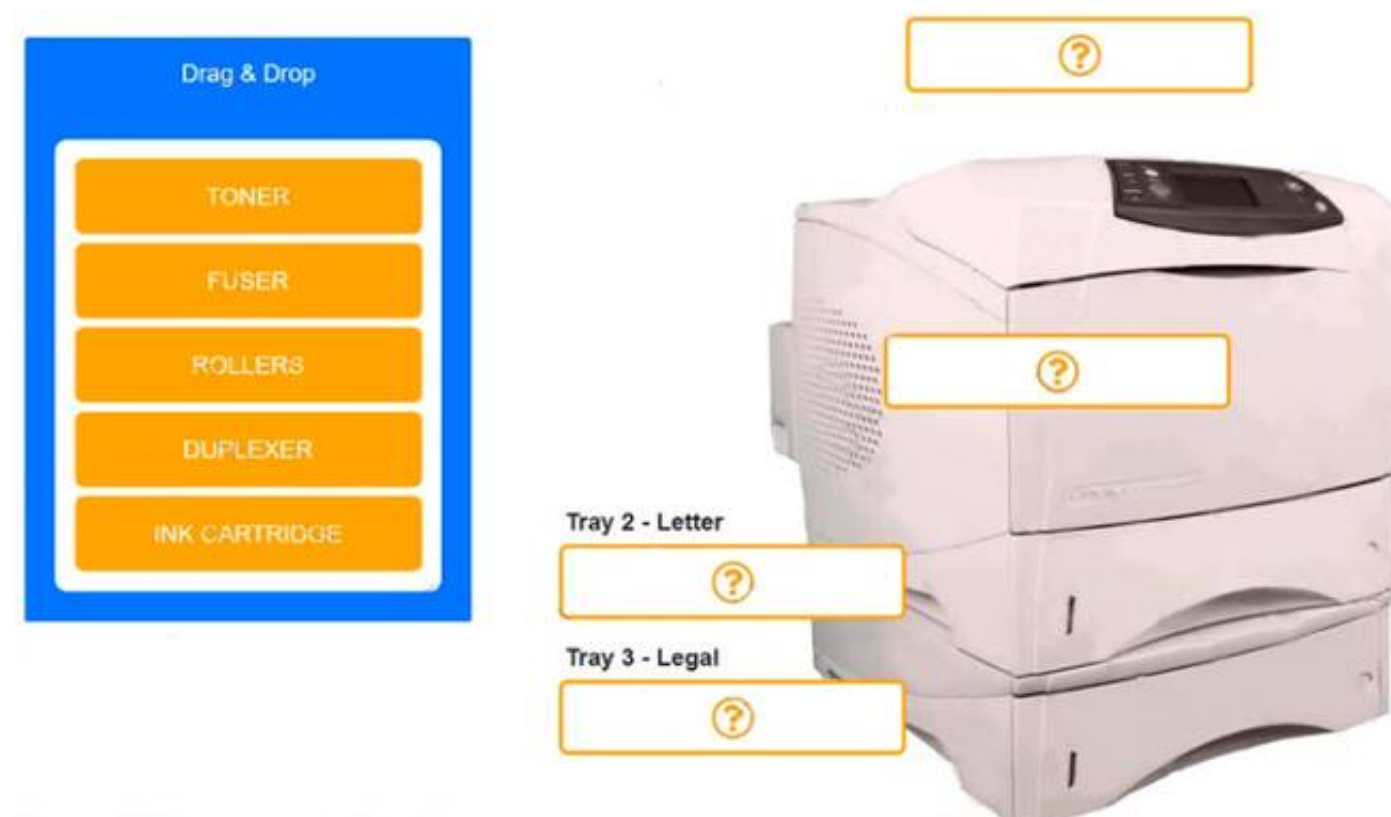 Drag & Drop
TONER
FUSER
ROLLERS
DUPLEXER
INK CARTRIDGE
?
?
Tray 2 - Letter
?
Tray 3 - Legal
?